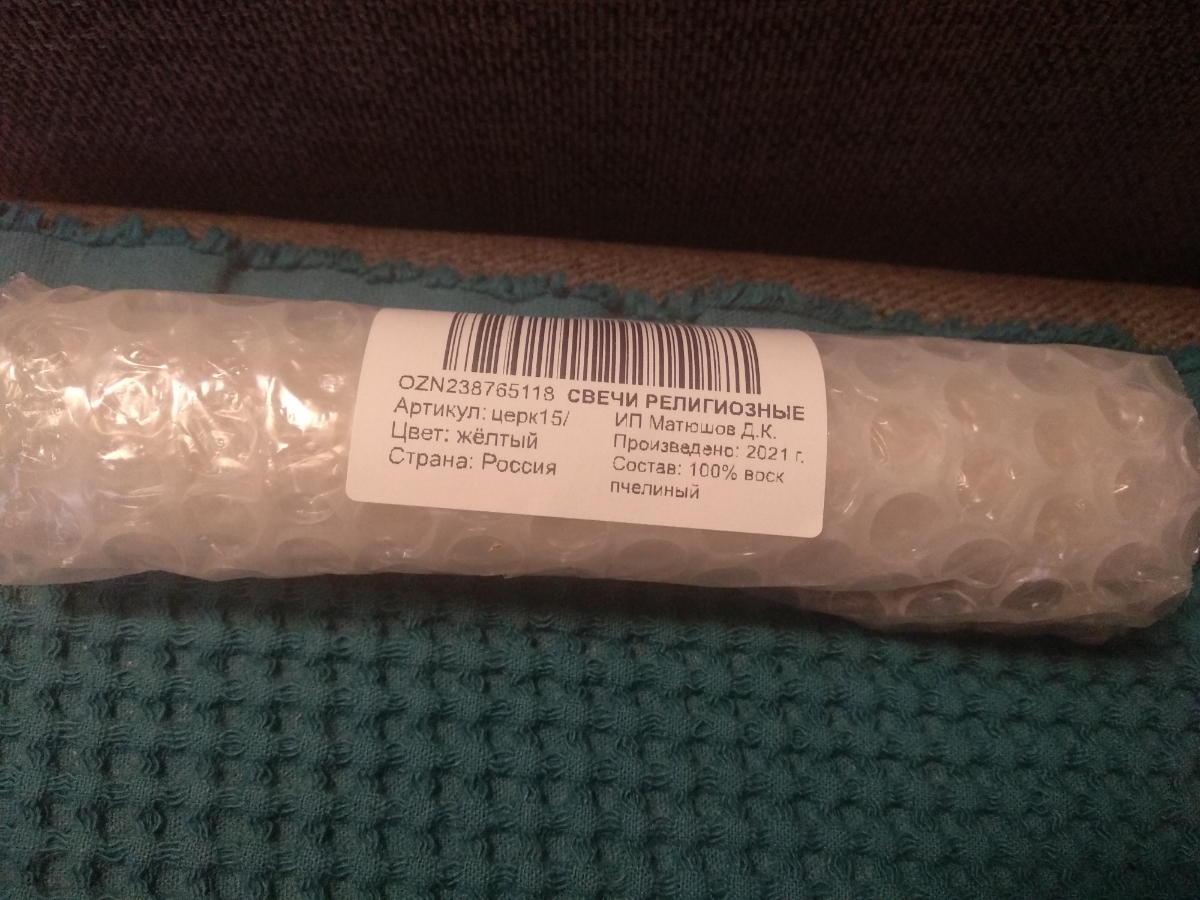 OZN238765118
Артикул: церк15/
Цвет: жёлтый
Страна: Россия
СВЕЧИ РЕЛИГИОЗНЫЕ
ИП Матюшов Д.К.
Произведено: 2021 г.
Состав: 100% воск
пчелиный